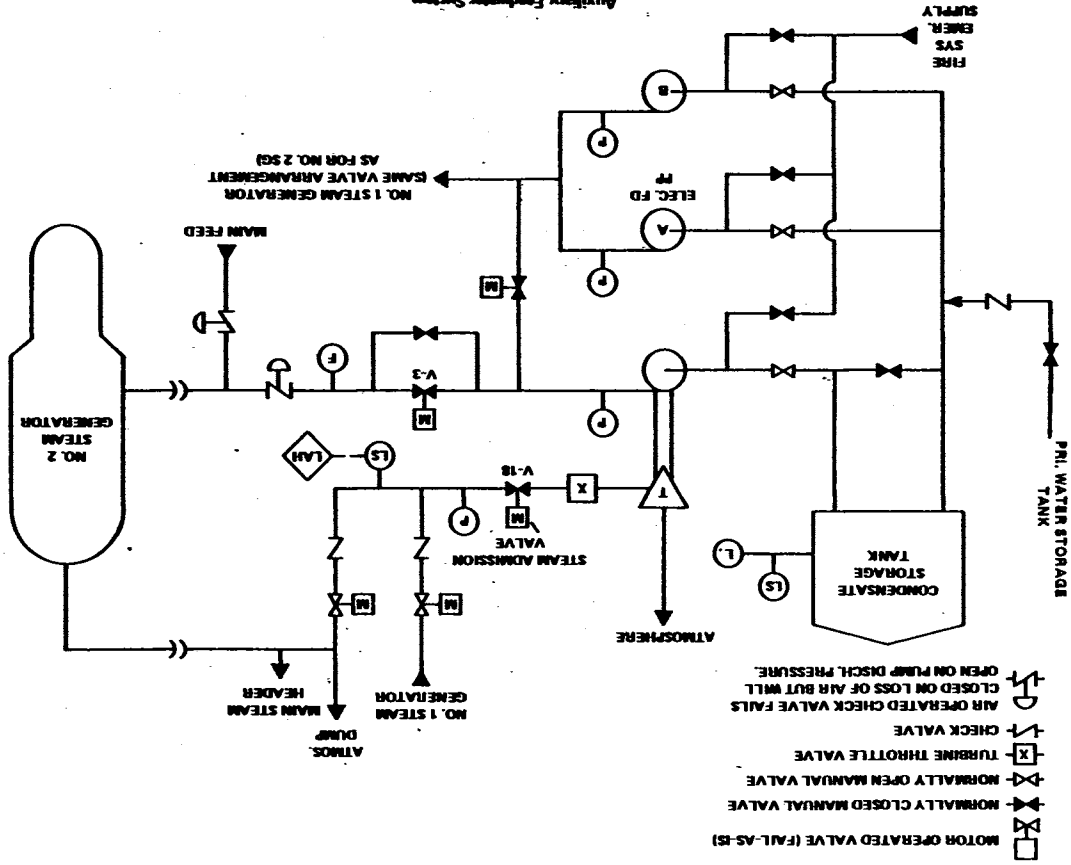 MOTOR OPERATED VALVE (FAIL-AS-IS)
NORMALLY CLOSED MANUAL VALVE
NORMALLY OPEN MANUAL VALVE
X
TURBINE THROTTLE VALVE
CHECK VALVE
AIR OPERATED CHECK VALVE FAILS
CLOSED ON LOSS OF AIR BUT WILL
OPEN ON PUMP DISCH. PRESSURE.
ATMOS.
DUMP
NO. 1 STEAM
GENERATOR
MAIN STEAM
HEADER
ATMOSPHERE
CONDENSATE
STORAGE
TANK
LS
L.
PRI. WATER STORAGE
TANK
M
M
STEAM ADMISSION
VALVE
M
V-18
T
X
P
LS
LAH
NO. 2
STEAM
GENERATOR
M
V-3
P
F
MAIN FEED
M
P
A
ELEC. FD
PP
NO. 1 STEAM GENERATOR
(SAME VALVE ARRANGEMENT
AS FOR NO. 2 SG)
P
B
FIRE
SYS
EMER.
SUPPLY
Auxiliary Feedwater System